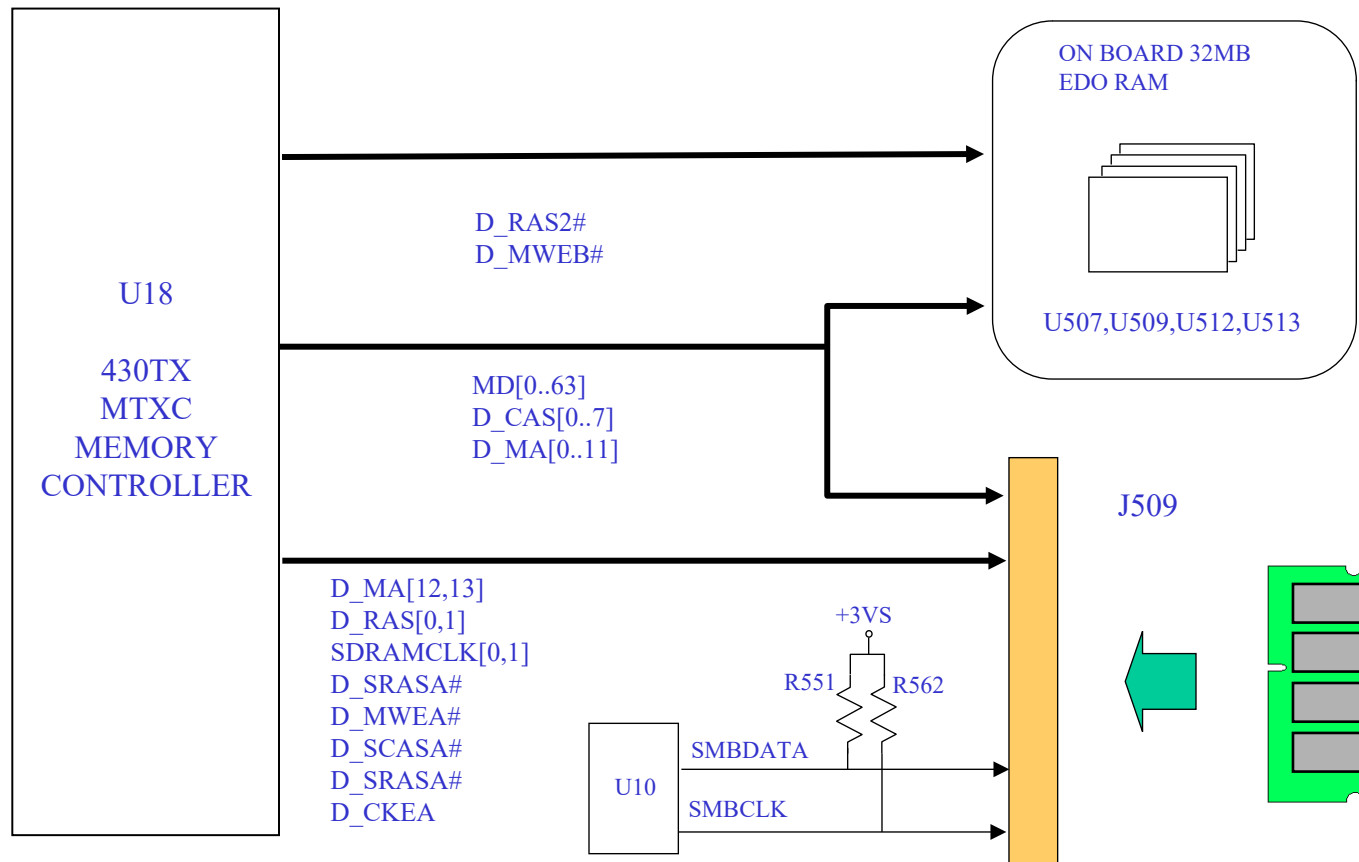 ON BOARD 32MB
EDO RAM
D_RAS2#
D_MWEB#
U507,U509,U512,U513
U18
430TX
MTXC
MEMORY
CONTROLLER
MD[0..63]
D_CAS[0..7]
D_MA[0..11]
J509
D_MA[12,13]
D_RAS[0,1]
SDRAMCLK[0,1]
D_SRASA#
D_MWEA#
D_SCASA#
D_SRASA#
D_CKEA
+3VS
R551
R562
U10
SMBDATA
SMBCLK